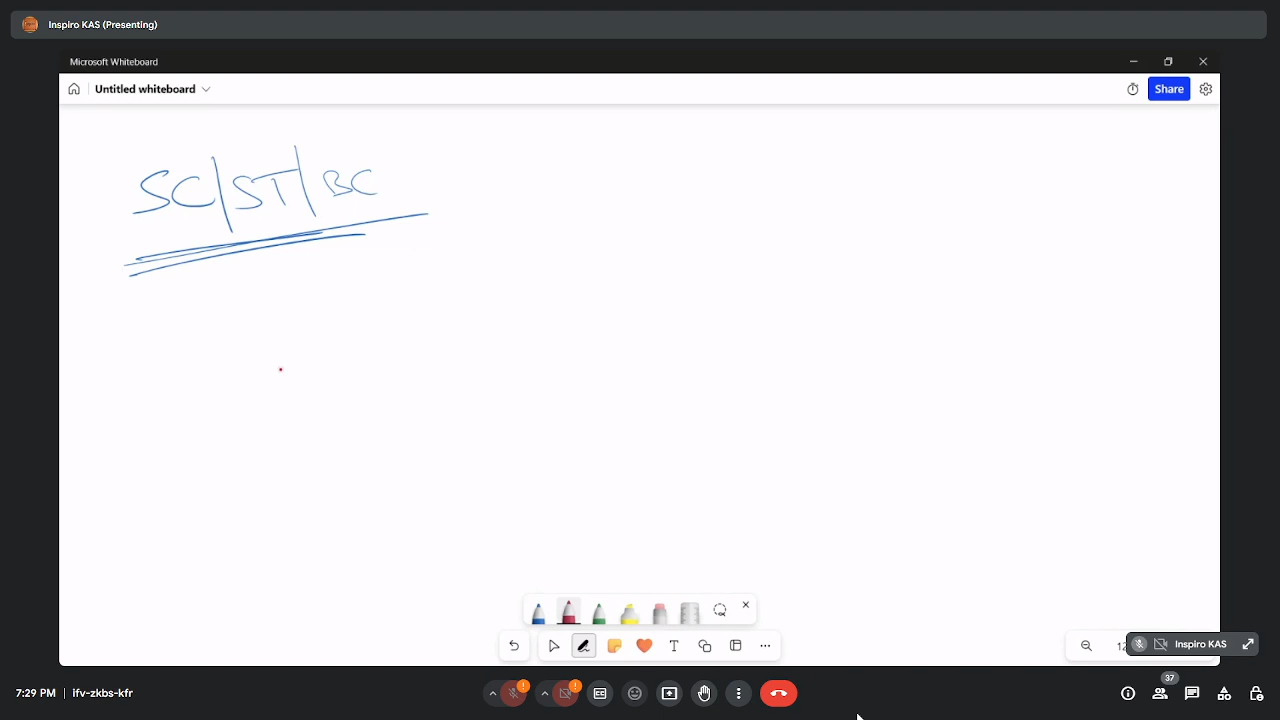 Inspiro KAS (Presenting)
Microsoft Whiteboard
Untitled whiteboard
Share
SC/ST/BC
T
37
Inspiro KAS
7:29 PM | ifv-zkbs-kfr